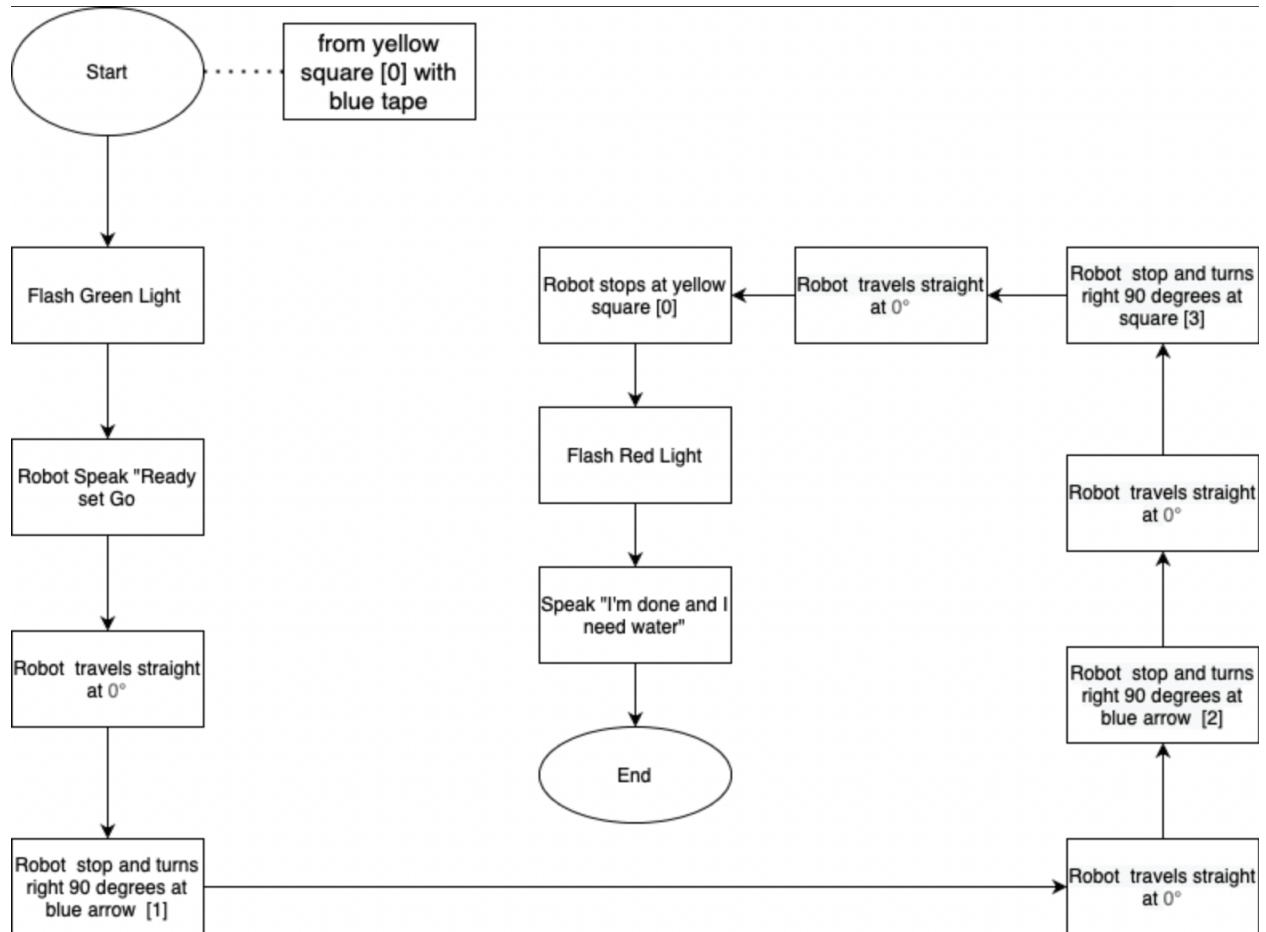 Start
from yellow
square [0] with
blue tape
Flash Green Light
Robot Speak "Ready
set Go
Robot travels straight
at 0°
Robot stop and turns
right 90 degrees at
blue arrow [1]
Robot travels straight
at 0°
Robot stop and turns
right 90 degrees at
blue arrow [2]
Robot travels straight
at 0°
Robot stop and turns
right 90 degrees at
square [3]
Robot travels straight
at 0°
Robot stops at yellow
square [0]
Flash Red Light
Speak "I'm done and I
need water"
End